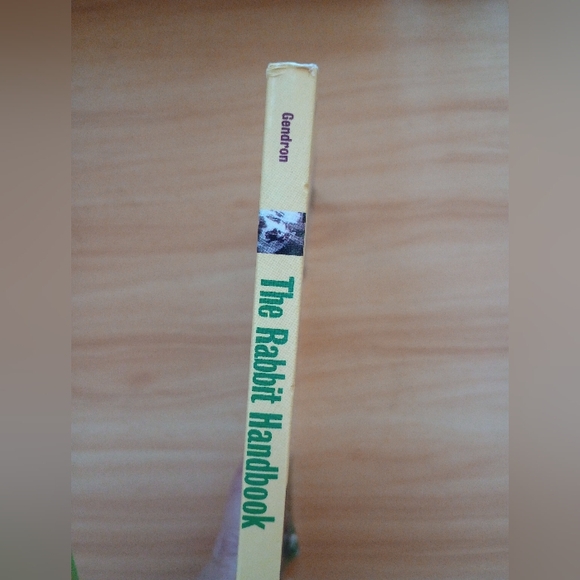 Gendron
The Rabbit Handbook